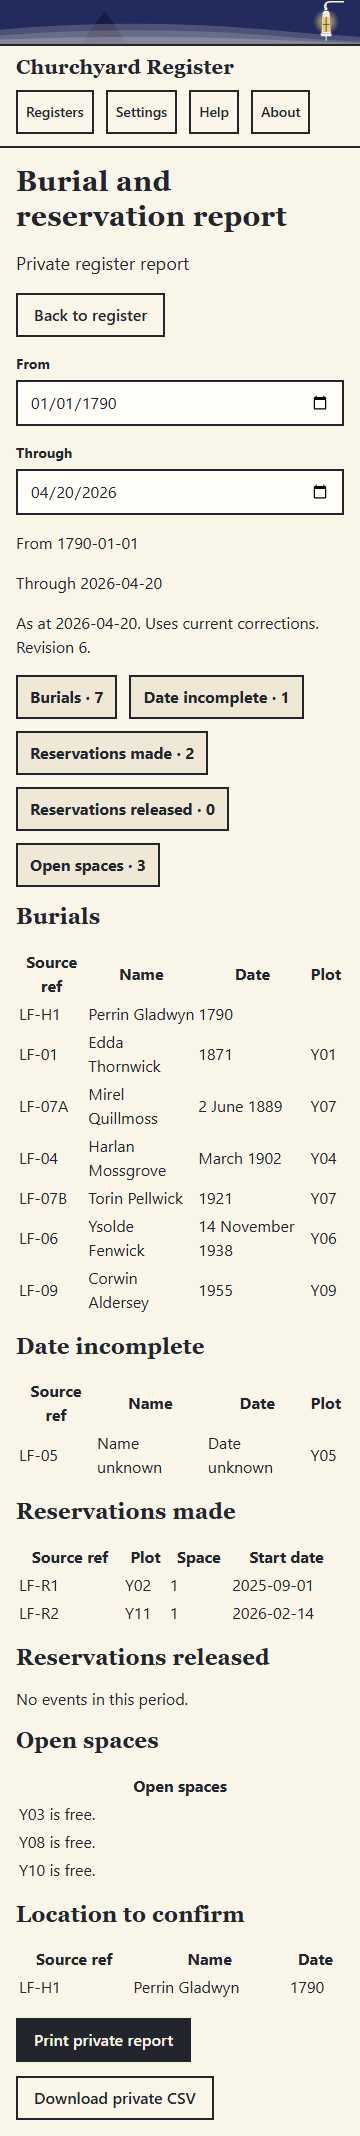 Churchyard Register
Registers Settings Help About
Burial and
reservation report
Private register report
Back to register
From
01/01/1790
Through
04/20/2026
From 1790-01-01
Through 2026-04-20
As at 2026-04-20. Uses current corrections.
Revision 6.
Burials · 7 Date incomplete · 1
Reservations made · 2
Reservations released · 0
Open spaces · 3
Burials
Source ref Name Date Plot
LF-H1 Perrin Gladwyn 1790
LF-01 Edda Thornwick 1871 Y01
LF-07A Mirel Quillmoss 2 June 1889 Y07
LF-04 Harlan Mossgrove March 1902 Y04
LF-07B Torin Pellwick 1921 Y07
LF-06 Ysolde Fenwick 14 November 1938 Y06
LF-09 Corwin Aldersey 1955 Y09
Date incomplete
Source ref Name Date Plot
LF-05 Name unknown Date unknown Y05
Reservations made
Source ref Plot Space Start date
LF-R1 Y02 1 2025-09-01
LF-R2 Y11 1 2026-02-14
Reservations released
No events in this period.
Open spaces
Open spaces
Y03 is free.
Y08 is free.
Y10 is free.
Location to confirm
Source ref Name Date
LF-H1 Perrin Gladwyn 1790
Print private report
Download private CSV